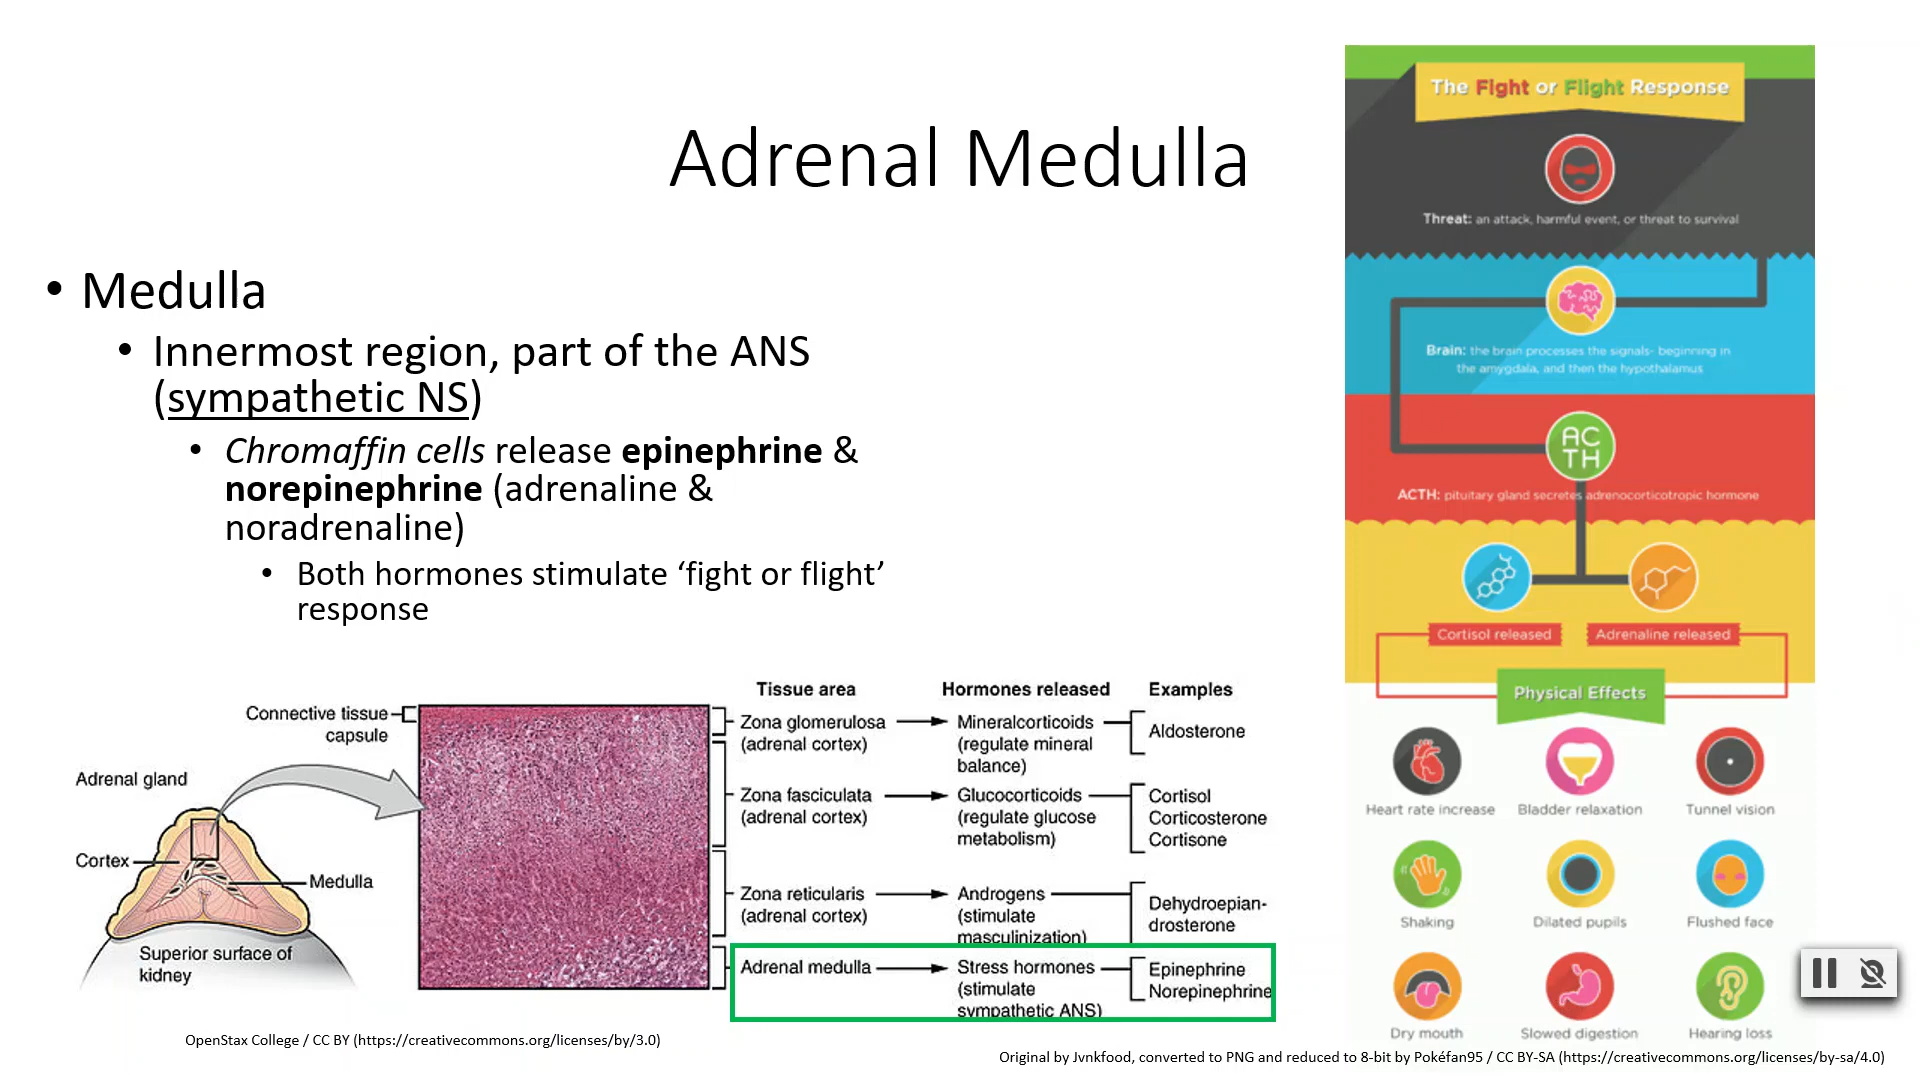 Adrenal Medulla
• Medulla
• Innermost region, part of the ANS
(sympathetic NS)
• Chromaffin cells release epinephrine &
norepinephrine (adrenaline &
noradrenaline)
• Both hormones stimulate ‘fight or flight’
response
Connective tissue
capsule
Adrenal gland
Cortex
Medulla
Superior surface of
kidney
Tissue area Hormones released Examples
Zona glomerulosa
(adrenal cortex)
Mineralcorticoids
(regulate mineral
balance)
Aldosterone
Zona fasciculata
(adrenal cortex)
Glucocorticoids
(regulate glucose
metabolism)
Cortisol
Corticosterone
Cortisone
Zona reticularis
(adrenal cortex)
Androgens
(stimulate
masculinization)
Dehydroepian-
drosterone
Adrenal medulla
Stress hormones
(stimulate
sympathetic ANS)
Epinephrine
Norepinephrine
OpenStax College / CC BY (https://creativecommons.org/licenses/by/3.0)
The Fight or Flight Response
Threat: an attack, harmful event, or threat to survival
Brain: the brain processes the signals- beginning in
the amygdala, and then the hypothalamus
AC
TH
ACTH: pituitary gland secretes adrenocorticotropic hormone
Cortisol released
Adrenaline released
Physical Effects
Heart rate increase
Bladder relaxation
Tunnel vision
Shaking
Dilated pupils
Flushed face
Dry mouth
Slowed digestion
Hearing loss
Original by Jvnkfood, converted to PNG and reduced to 8-bit by Pokéfan95 / CC BY-SA (https://creativecommons.org/licenses/by-sa/4.0)